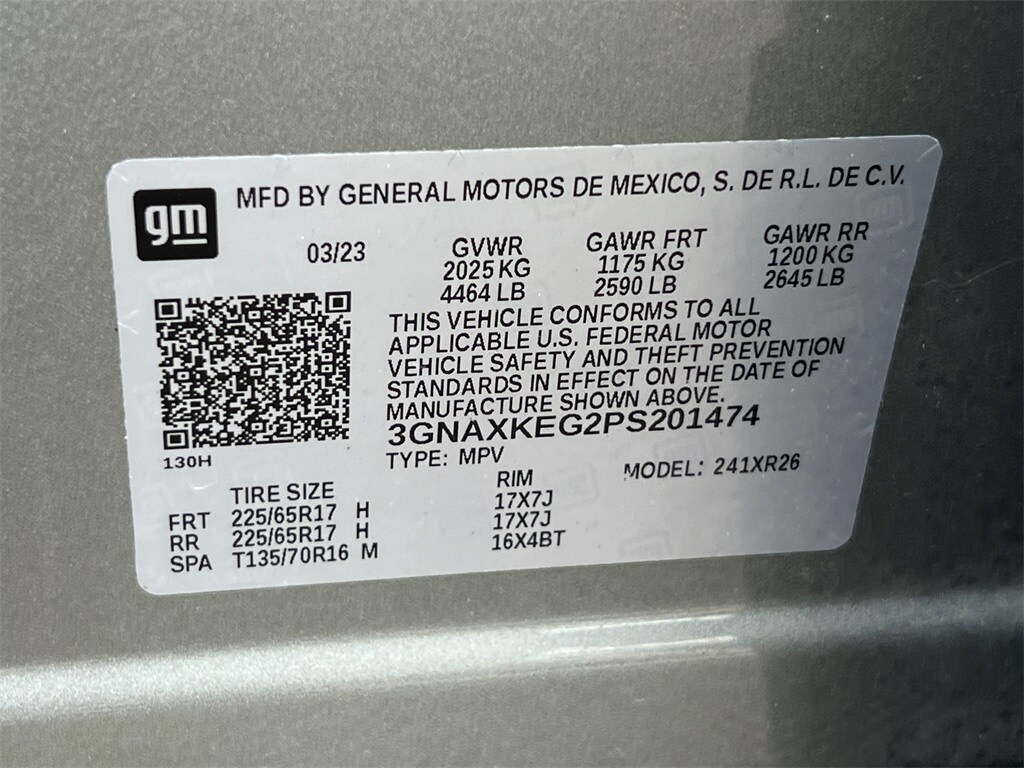 gm
MFD BY GENERAL MOTORS DE MEXICO, S. DE R.L. DE C.V.
03/23 GVWR GAWR FRT GAWR RR
2025 KG 1175 KG 1200 KG
4464 LB 2590 LB 2645 LB
THIS VEHICLE CONFORMS TO ALL
APPLICABLE U.S. FEDERAL MOTOR
VEHICLE SAFETY AND THEFT PREVENTION
STANDARDS IN EFFECT ON THE DATE OF
MANUFACTURE SHOWN ABOVE.
3GNAXKEG2PS201474
130H
TYPE: MPV MODEL: 241XR26
TIRE SIZE RIM
FRT 225/65R17 H 17X7J
RR 225/65R17 H 17X7J
SPA T135/70R16 M 16X4BT